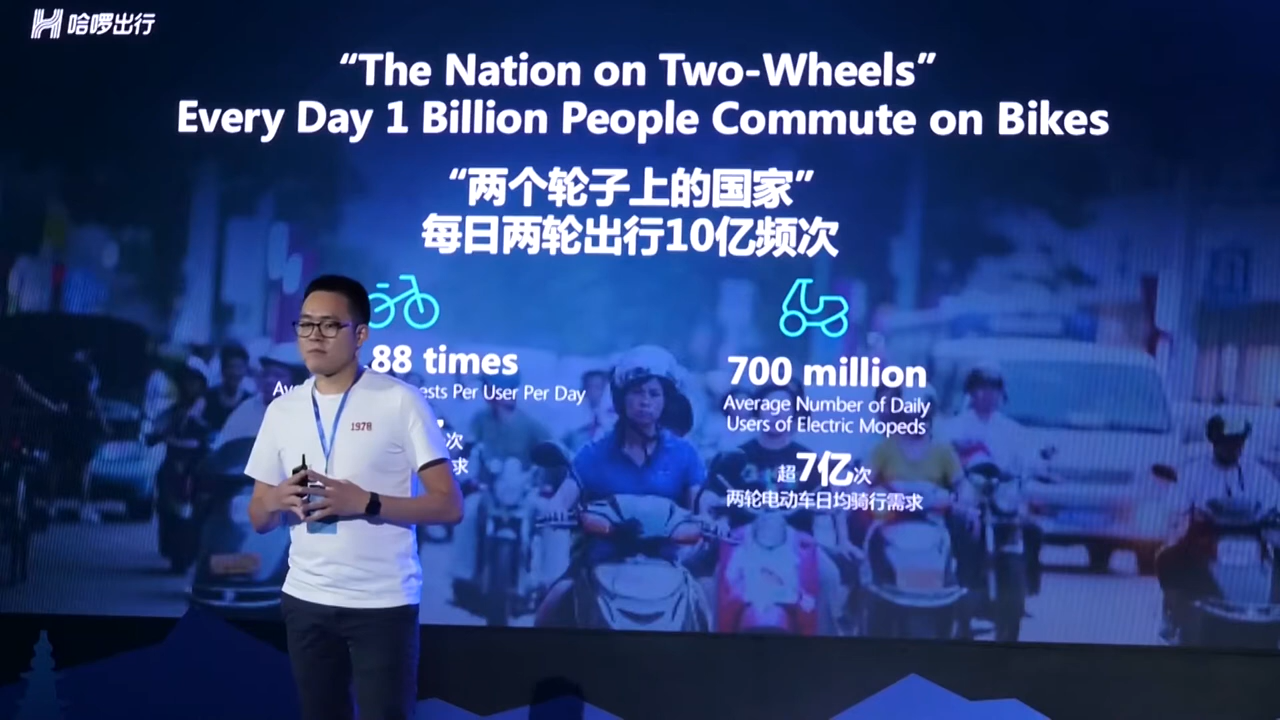 哈啰出行
“The Nation on Two-Wheels”
Every Day 1 Billion People Commute on Bikes
“两个轮子上的国家”
每日两轮出行10亿频次
88 times
Per User Per Day
次
求
700 million
Average Number of Daily
Users of Electric Mopeds
超7亿次
两轮电动车日均骑行需求
1978